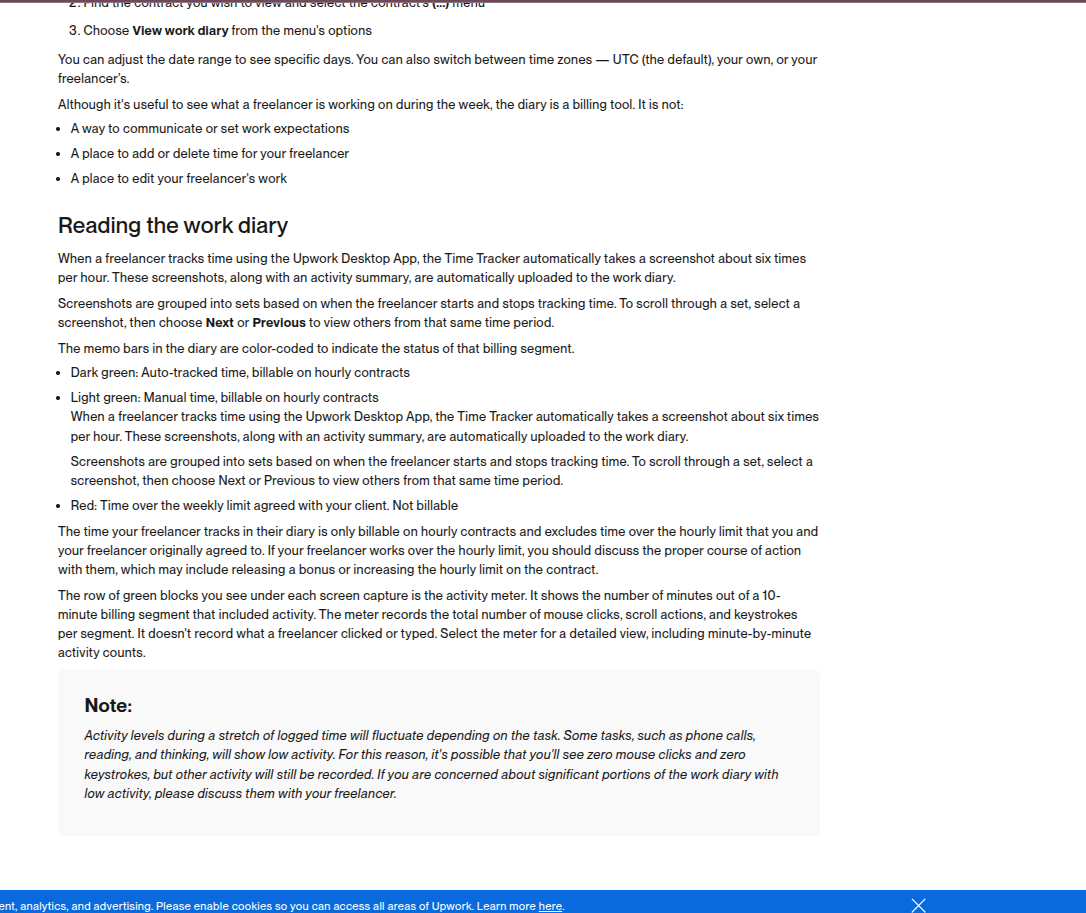 2. Find the contract you wish to view and select the contract's (...) menu
3. Choose View work diary from the menu's options
You can adjust the date range to see specific days. You can also switch between time zones — UTC (the default), your own, or your
freelancer's.
Although it's useful to see what a freelancer is working on during the week, the diary is a billing tool. It is not:
• A way to communicate or set work expectations
• A place to add or delete time for your freelancer
• A place to edit your freelancer's work
Reading the work diary
When a freelancer tracks time using the Upwork Desktop App, the Time Tracker automatically takes a screenshot about six times
per hour. These screenshots, along with an activity summary, are automatically uploaded to the work diary.
Screenshots are grouped into sets based on when the freelancer starts and stops tracking time. To scroll through a set, select a
screenshot, then choose Next or Previous to view others from that same time period.
The memo bars in the diary are color-coded to indicate the status of that billing segment.
• Dark green: Auto-tracked time, billable on hourly contracts
• Light green: Manual time, billable on hourly contracts
When a freelancer tracks time using the Upwork Desktop App, the Time Tracker automatically takes a screenshot about six times
per hour. These screenshots, along with an activity summary, are automatically uploaded to the work diary.
Screenshots are grouped into sets based on when the freelancer starts and stops tracking time. To scroll through a set, select a
screenshot, then choose Next or Previous to view others from that same time period.
• Red: Time over the weekly limit agreed with your client. Not billable
The time your freelancer tracks in their diary is only billable on hourly contracts and excludes time over the hourly limit that you and
your freelancer originally agreed to. If your freelancer works over the hourly limit, you should discuss the proper course of action
with them, which may include releasing a bonus or increasing the hourly limit on the contract.
The row of green blocks you see under each screen capture is the activity meter. It shows the number of minutes out of a 10-
minute billing segment that included activity. The meter records the total number of mouse clicks, scroll actions, and keystrokes
per segment. It doesn't record what a freelancer clicked or typed. Select the meter for a detailed view, including minute-by-minute
activity counts.
Note:
Activity levels during a stretch of logged time will fluctuate depending on the task. Some tasks, such as phone calls,
reading, and thinking, will show low activity. For this reason, it's possible that you'll see zero mouse clicks and zero
keystrokes, but other activity will still be recorded. If you are concerned about significant portions of the work diary with
low activity, please discuss them with your freelancer.
ent, analytics, and advertising. Please enable cookies so you can access all areas of Upwork. Learn more here.